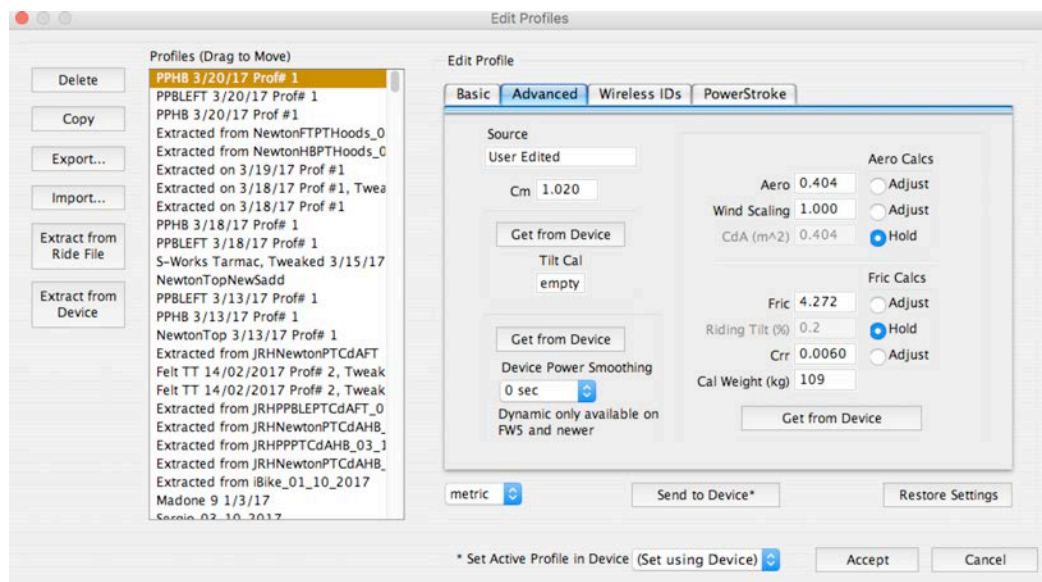 Edit Profiles
Profiles (Drag to Move)
Delete
Copy
Export...
Import...
Extract from
Ride File
Extract from
Device
PPHB 3/20/17 Prof# 1
PPBLEFT 3/20/17 Prof# 1
PPHB 3/20/17 Prof #1
Extracted from NewtonFTPTHoods_0
Extracted from NewtonHBPTHoods_0
Extracted on 3/19/17 Prof #1
Extracted on 3/18/17 Prof #1, Twea
Extracted on 3/18/17 Prof #1
PPHB 3/18/17 Prof# 1
PPBLEFT 3/18/17 Prof# 1
S-Works Tarmac, Tweaked 3/15/17
NewtonTopNewSadd
PPBLEFT 3/13/17 Prof# 1
PPHB 3/13/17 Prof# 1
NewtonTop 3/13/17 Prof# 1
Extracted from JRHNewtonPTCdAFT
Felt TT 14/02/2017 Prof# 2, Tweak
Felt TT 14/02/2017 Prof# 2, Tweak
Extracted from JRHPPBLEPTCdAFT_0
Extracted from JRHNewtonPTCdAHB_
Extracted from JRHPPPTCdAHB_03_1
Extracted from JRHNewtonPTCdAHB_
Extracted from iBike_01_10_2017
Madone 9 1/3/17
Sergio 03_10_2017
Edit Profile
Basic Advanced Wireless IDs PowerStroke
Source
User Edited
Cm 1.020
Get from Device
Tilt Cal
empty
Get from Device
Device Power Smoothing
0 sec
Dynamic only available on
FW5 and newer
Aero Calcs
Aero 0.404 Adjust
Wind Scaling 1.000 Adjust
CdA (m^2) 0.404 Hold
Fric Calcs
Fric 4.272 Adjust
Riding Tilt (%) 0.2 Hold
Crr 0.0060 Adjust
Cal Weight (kg) 109
Get from Device
metric
Send to Device*
Restore Settings
* Set Active Profile in Device (Set using Device)
Accept
Cancel